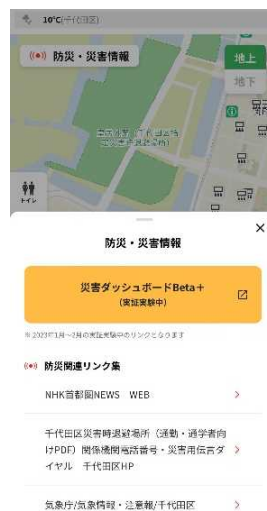 10℃(千代田区)
防災・災害情報
地上
地下
トイレ
防災・災害情報
災害ダッシュボードBeta＋
(実証実験中)
※ 2023年1月～2月の実証実験中のリンクとなります
防災関連リンク集
NHK首都圏NEWS　WEB
千代田区災害時退避場所（通勤・通学者向
けPDF）関係機関電話番号・災害用伝言ダ
イヤル　千代田区HP
気象庁/気象情報・注意報/千代田区